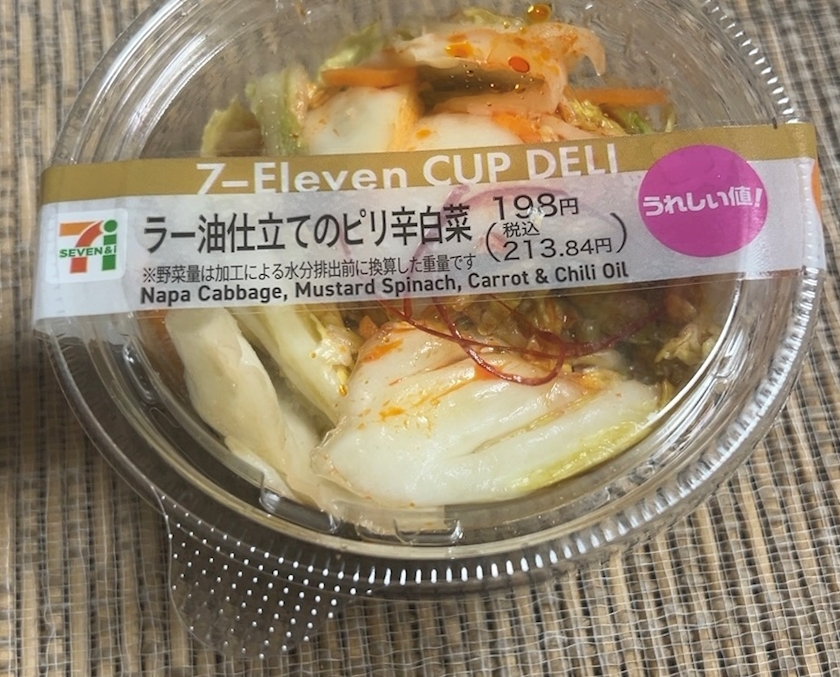 7-Eleven CUP DELI
SEVEN&i
ラー油仕立てのピリ辛白菜
198円
(税込
213.84円)
うれしい値!
※野菜量は加工による水分排出前に換算した重量です
Napa Cabbage, Mustard Spinach, Carrot & Chili Oil